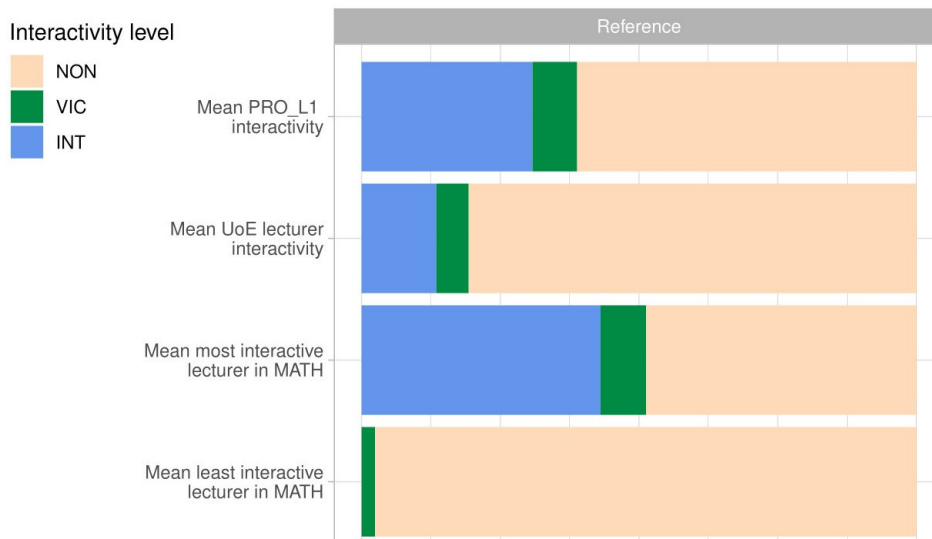 Reference
Interactivity level
NON
VIC
INT
Mean PRO_L1
interactivity
Mean UoE lecturer
interactivity
Mean most interactive
lecturer in MATH
Mean least interactive
lecturer in MATH